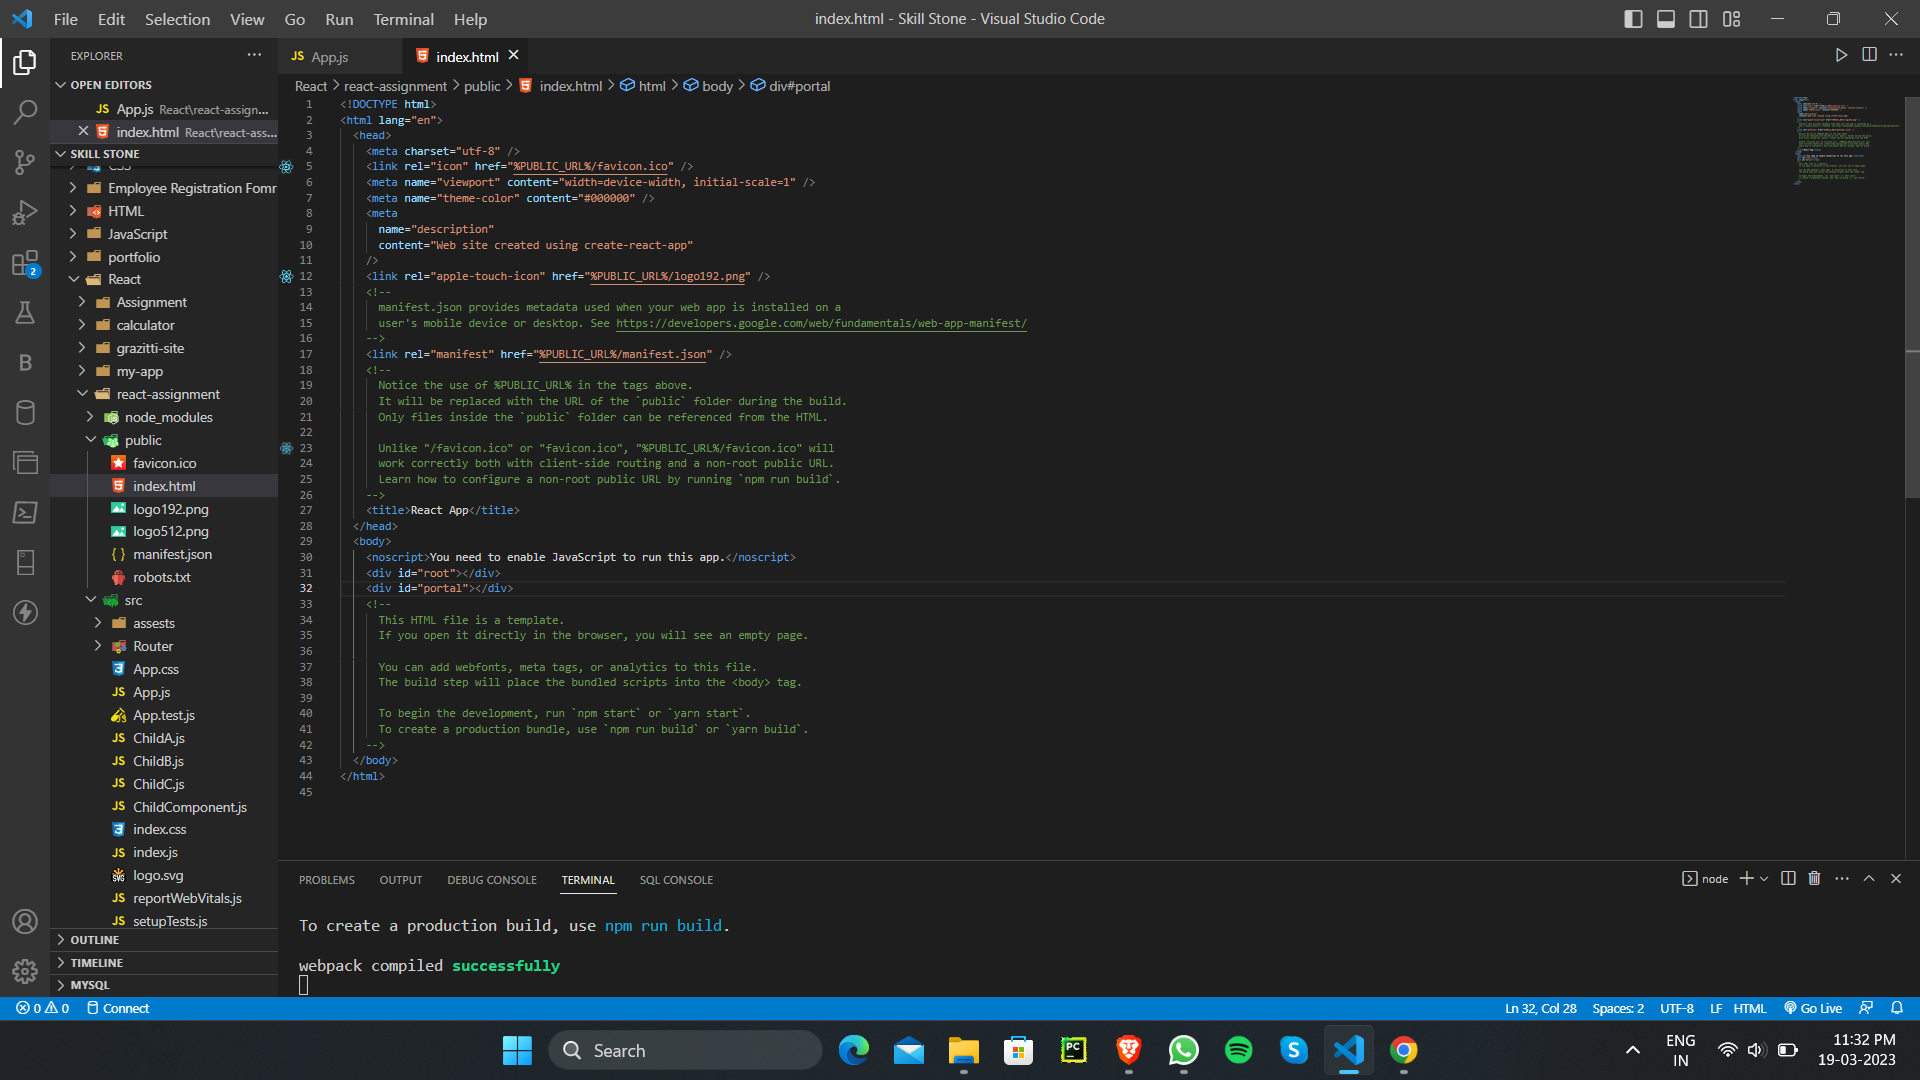 File Edit Selection View Go Run Terminal Help
index.html - Skill Stone - Visual Studio Code
EXPLORER
OPEN EDITORS
JS App.js React\react-assign...
index.html React\react-ass...
SKILL STONE
Employee Registration Fomr
HTML
JavaScript
portfolio
React
Assignment
calculator
grazitti-site
my-app
react-assignment
node_modules
public
favicon.ico
index.html
logo192.png
logo512.png
{ } manifest.json
robots.txt
src
assests
Router
App.css
JS App.js
App.test.js
JS ChildA.js
JS ChildB.js
JS ChildC.js
JS ChildComponent.js
index.css
JS index.js
logo.svg
JS reportWebVitals.js
JS setupTests.js
OUTLINE
TIMELINE
MYSQL
2
B
JS App.js
index.html
React > react-assignment > public > index.html > html > body > div#portal
1 <!DOCTYPE html>
2 <html lang="en">
3 <head>
4 <meta charset="utf-8" />
5 <link rel="icon" href="%PUBLIC_URL%/favicon.ico" />
6 <meta name="viewport" content="width=device-width, initial-scale=1" />
7 <meta name="theme-color" content="#000000" />
8 <meta
9 name="description"
10 content="Web site created using create-react-app"
11 />
12 <link rel="apple-touch-icon" href="%PUBLIC_URL%/logo192.png" />
13 <!--
14 manifest.json provides metadata used when your web app is installed on a
15 user's mobile device or desktop. See https://developers.google.com/web/fundamentals/web-app-manifest/
16 -->
17 <link rel="manifest" href="%PUBLIC_URL%/manifest.json" />
18 <!--
19 Notice the use of %PUBLIC_URL% in the tags above.
20 It will be replaced with the URL of the `public` folder during the build.
21 Only files inside the `public` folder can be referenced from the HTML.
22
23 Unlike "/favicon.ico" or "favicon.ico", "%PUBLIC_URL%/favicon.ico" will
24 work correctly both with client-side routing and a non-root public URL.
25 Learn how to configure a non-root public URL by running `npm run build`.
26 -->
27 <title>React App</title>
28 </head>
29 <body>
30 <noscript>You need to enable JavaScript to run this app.</noscript>
31 <div id="root"></div>
32 <div id="portal"></div>
33 <!--
34 This HTML file is a template.
35 If you open it directly in the browser, you will see an empty page.
36
37 You can add webfonts, meta tags, or analytics to this file.
38 The build step will place the bundled scripts into the <body> tag.
39
40 To begin the development, run `npm start` or `yarn start`.
41 To create a production bundle, use `npm run build` or `yarn build`.
42 -->
43 </body>
44 </html>
45
PROBLEMS OUTPUT DEBUG CONSOLE TERMINAL SQL CONSOLE
node
To create a production build, use npm run build.
webpack compiled successfully
0 0 Connect
Ln 32, Col 28 Spaces: 2 UTF-8 LF HTML Go Live
Search
PC
S
ENG
IN
11:32 PM
19-03-2023